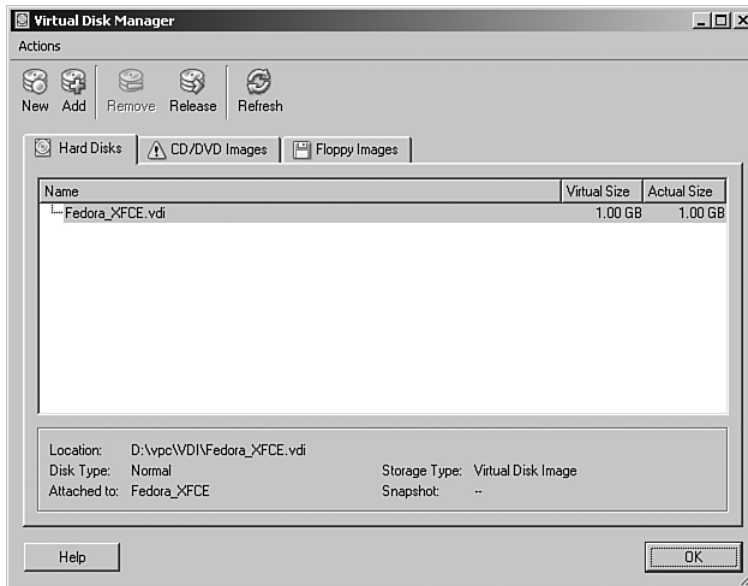 Virtual Disk Manager
Actions
New Add Remove Release Refresh
Hard Disks CD/DVD Images Floppy Images
Name Virtual Size Actual Size
Fedora_XFCE.vdi 1.00 GB 1.00 GB
Location: D:\vpc\VDI\Fedora_XFCE.vdi
Disk Type: Normal Storage Type: Virtual Disk Image
Attached to: Fedora_XFCE Snapshot: --
Help OK